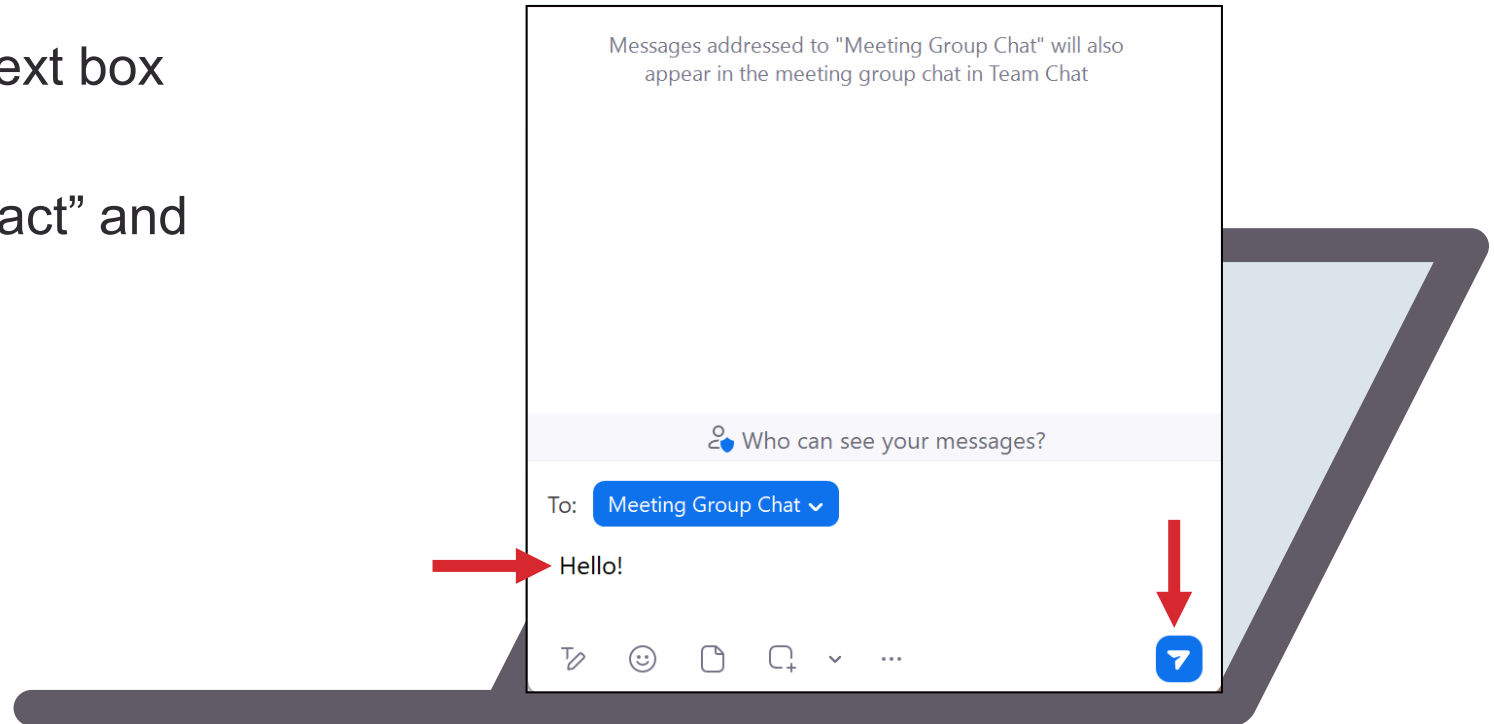 ext box
act” and
Messages addressed to "Meeting Group Chat" will also
appear in the meeting group chat in Team Chat
Who can see your messages?
To: Meeting Group Chat
Hello!